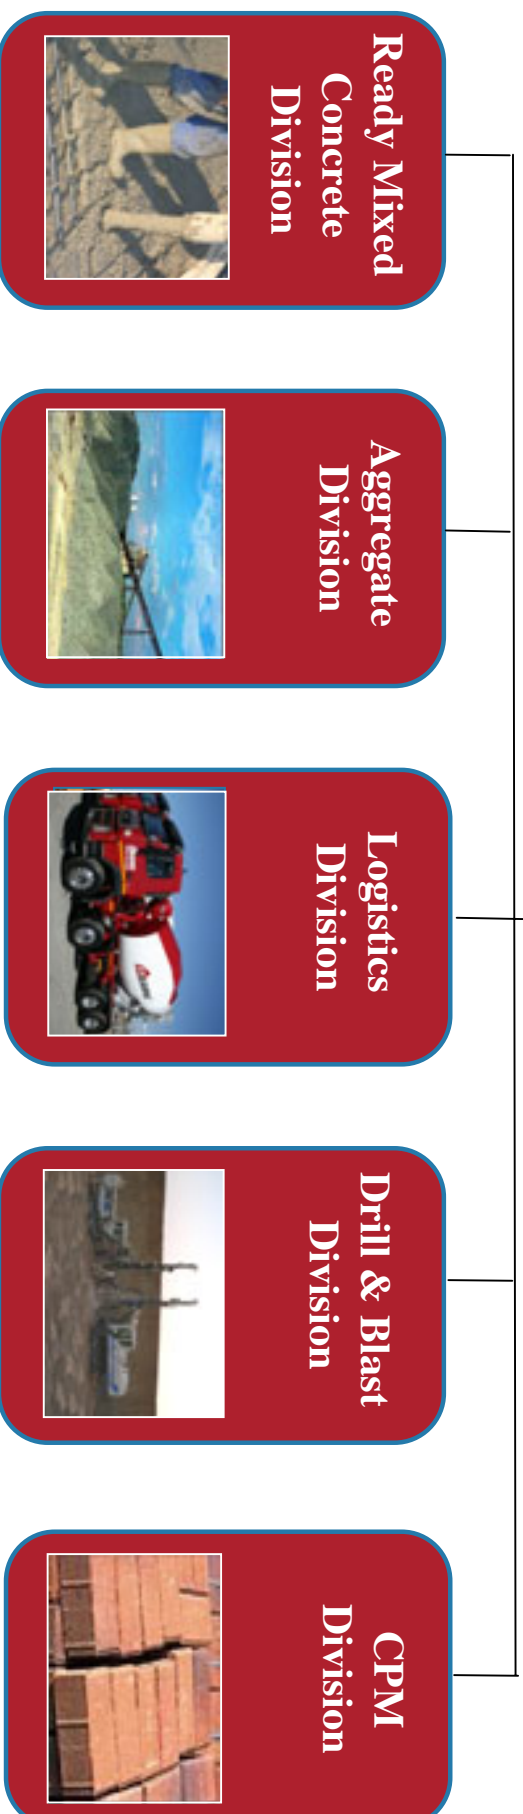 Ready Mixed
Concrete
Division
Aggregate
Division
Logistics
Division
Drill & Blast
Division
CPM
Division